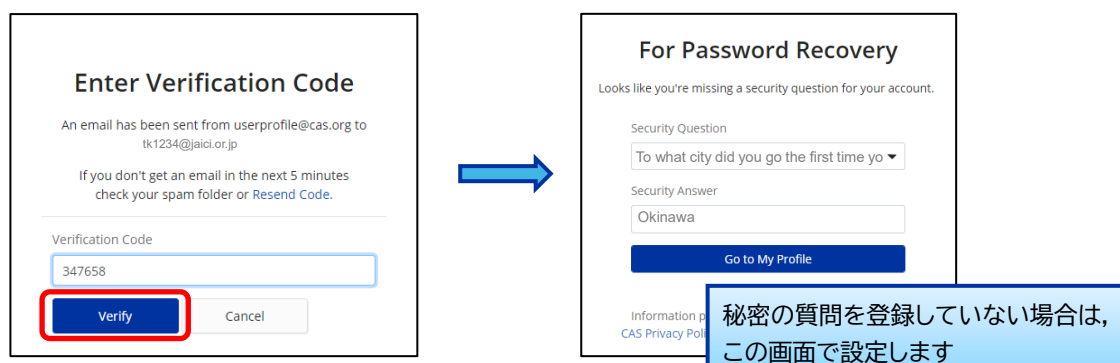 Enter Verification Code
An email has been sent from userprofile@cas.org to
tk1234@jaici.or.jp
If you don't get an email in the next 5 minutes
check your spam folder or Resend Code.
Verification Code
347658
Verify
Cancel
For Password Recovery
Looks like you're missing a security question for your account.
Security Question
To what city did you go the first time yo
Security Answer
Okinawa
Go to My Profile
Information
CAS Privacy
秘密の質問を登録していない場合は,
この画面で設定します